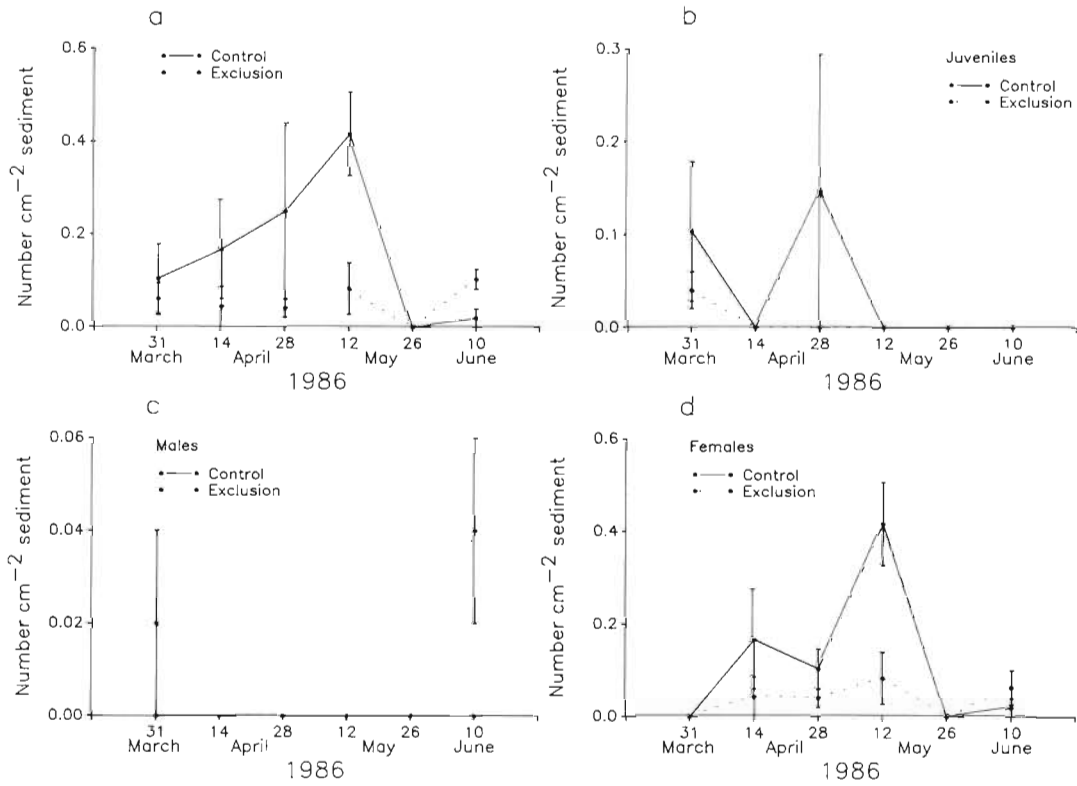 a
Control
Exclusion
Number cm⁻² sediment
0.6
0.4
0.2
0.0
31 14 28 12 26 10
March April May June
1986
b
Juveniles
Control
Exclusion
Number cm⁻² sediment
0.3
0.2
0.1
0.0
31 14 28 12 26 10
March April May June
1986
c
Males
Control
Exclusion
Number cm⁻² sediment
0.06
0.04
0.02
0.00
31 14 28 12 26 10
March April May June
1986
d
Females
Control
Exclusion
Number cm⁻² sediment
0.6
0.4
0.2
0.0
31 14 28 12 26 10
March April May June
1986